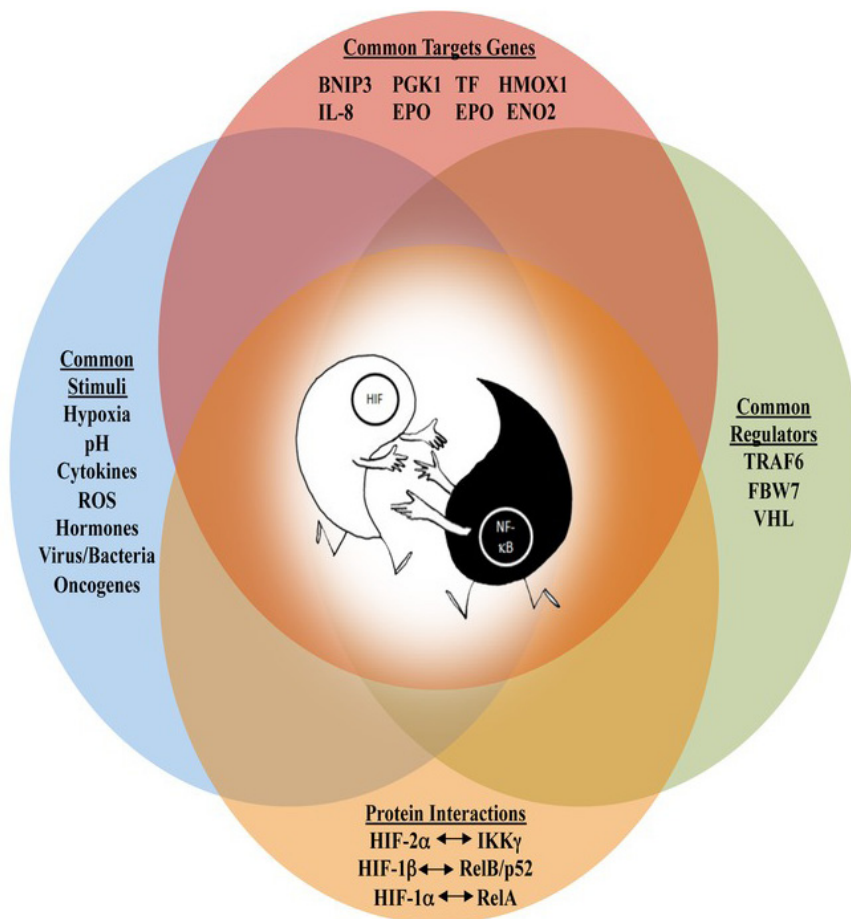 Common Targets Genes
BNIP3 PGK1 TF HMOX1
IL-8 EPO EPO ENO2
Common
Stimuli
Hypoxia
pH
Cytokines
ROS
Hormones
Virus/Bacteria
Oncogenes
HIF
NF-
κB
Common
Regulators
TRAF6
FBW7
VHL
Protein Interactions
HIF-2α ↔ IKKγ
HIF-1β ↔ RelB/p52
HIF-1α ↔ RelA